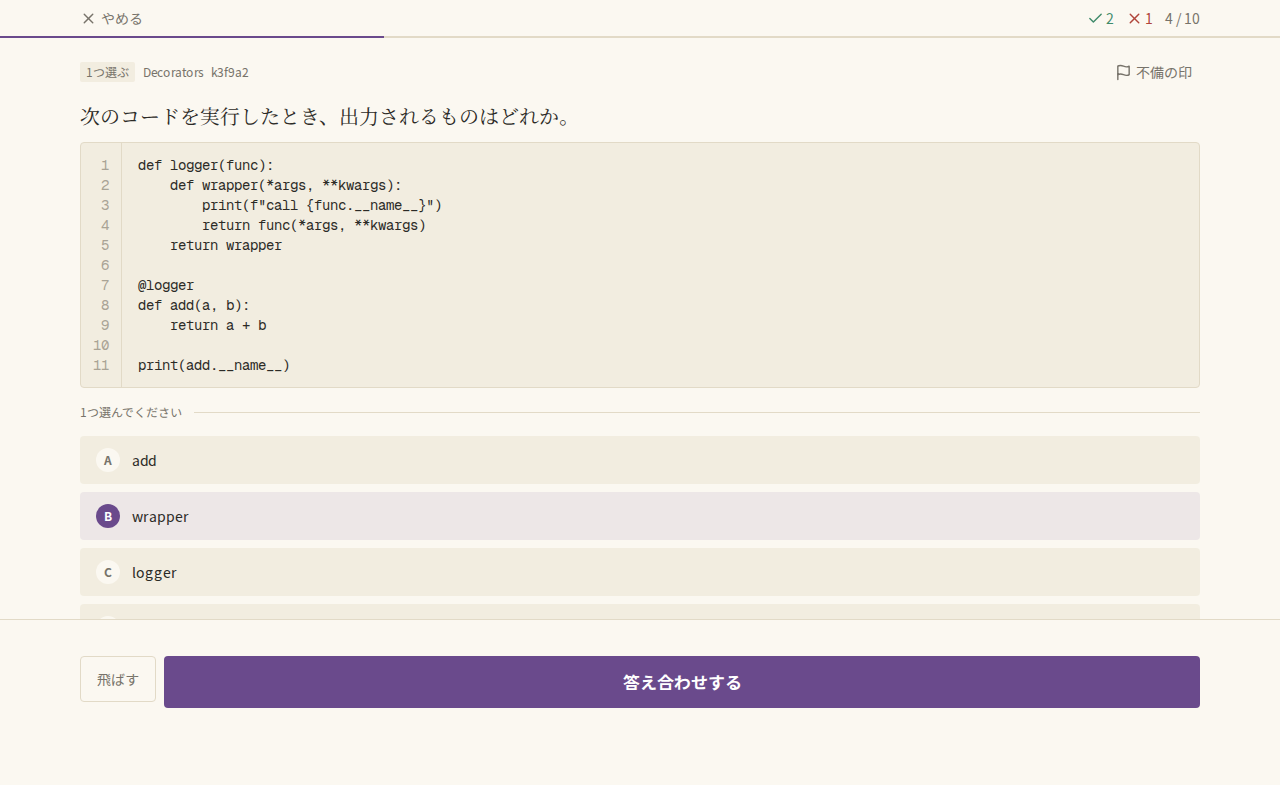 やめる
2 1 4 / 10
1つ選ぶ Decorators k3f9a2 不備の印
次のコードを実行したとき、出力されるものはどれか。
1 def logger(func):
2     def wrapper(*args, **kwargs):
3         print(f"call {func.__name__}")
4         return func(*args, **kwargs)
5     return wrapper
6
7 @logger
8 def add(a, b):
9     return a + b
10
11 print(add.__name__)
1つ選んでください
A add
B wrapper
C logger
飛ばす 答え合わせする